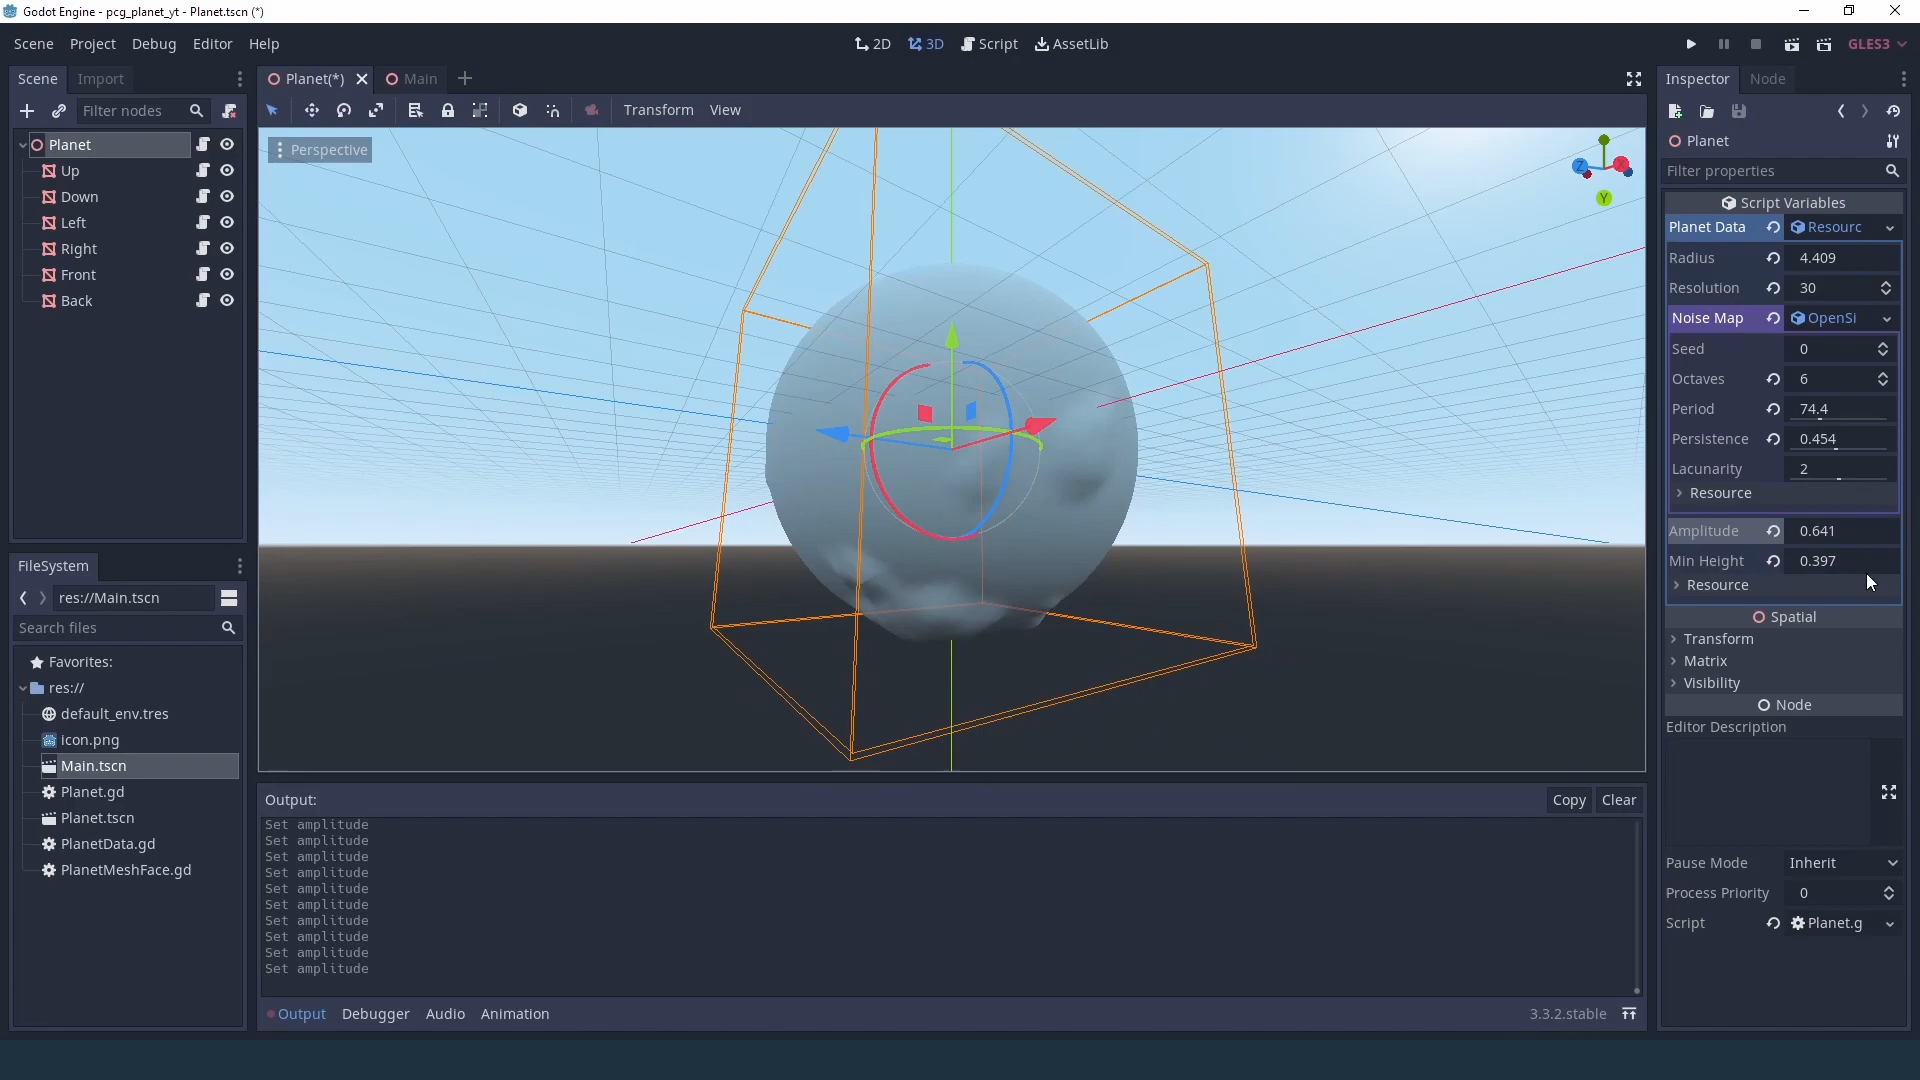 Godot Engine - pcg_planet_yt - Planet.tscn (*)
Scene Project Debug Editor Help
2D 3D Script AssetLib
GLES3
Scene Import
Filter nodes
Planet
Up
Down
Left
Right
Front
Back
FileSystem
res://Main.tscn
Search files
Favorites:
res://
default_env.tres
icon.png
Main.tscn
Planet.gd
Planet.tscn
PlanetData.gd
PlanetMeshFace.gd
Planet(*) Main
Transform View
Perspective
Z
Y
Output:
Copy Clear
Set amplitude
Set amplitude
Set amplitude
Set amplitude
Set amplitude
Set amplitude
Set amplitude
Set amplitude
Set amplitude
Set amplitude
Output Debugger Audio Animation
3.3.2.stable
Inspector Node
Planet
Filter properties
Script Variables
Planet Data Resourc
Radius 4.409
Resolution 30
Noise Map OpenSi
Seed 0
Octaves 6
Period 74.4
Persistence 0.454
Lacunarity 2
Resource
Amplitude 0.641
Min Height 0.397
Resource
Spatial
Transform
Matrix
Visibility
Node
Editor Description
Pause Mode Inherit
Process Priority 0
Script Planet.g